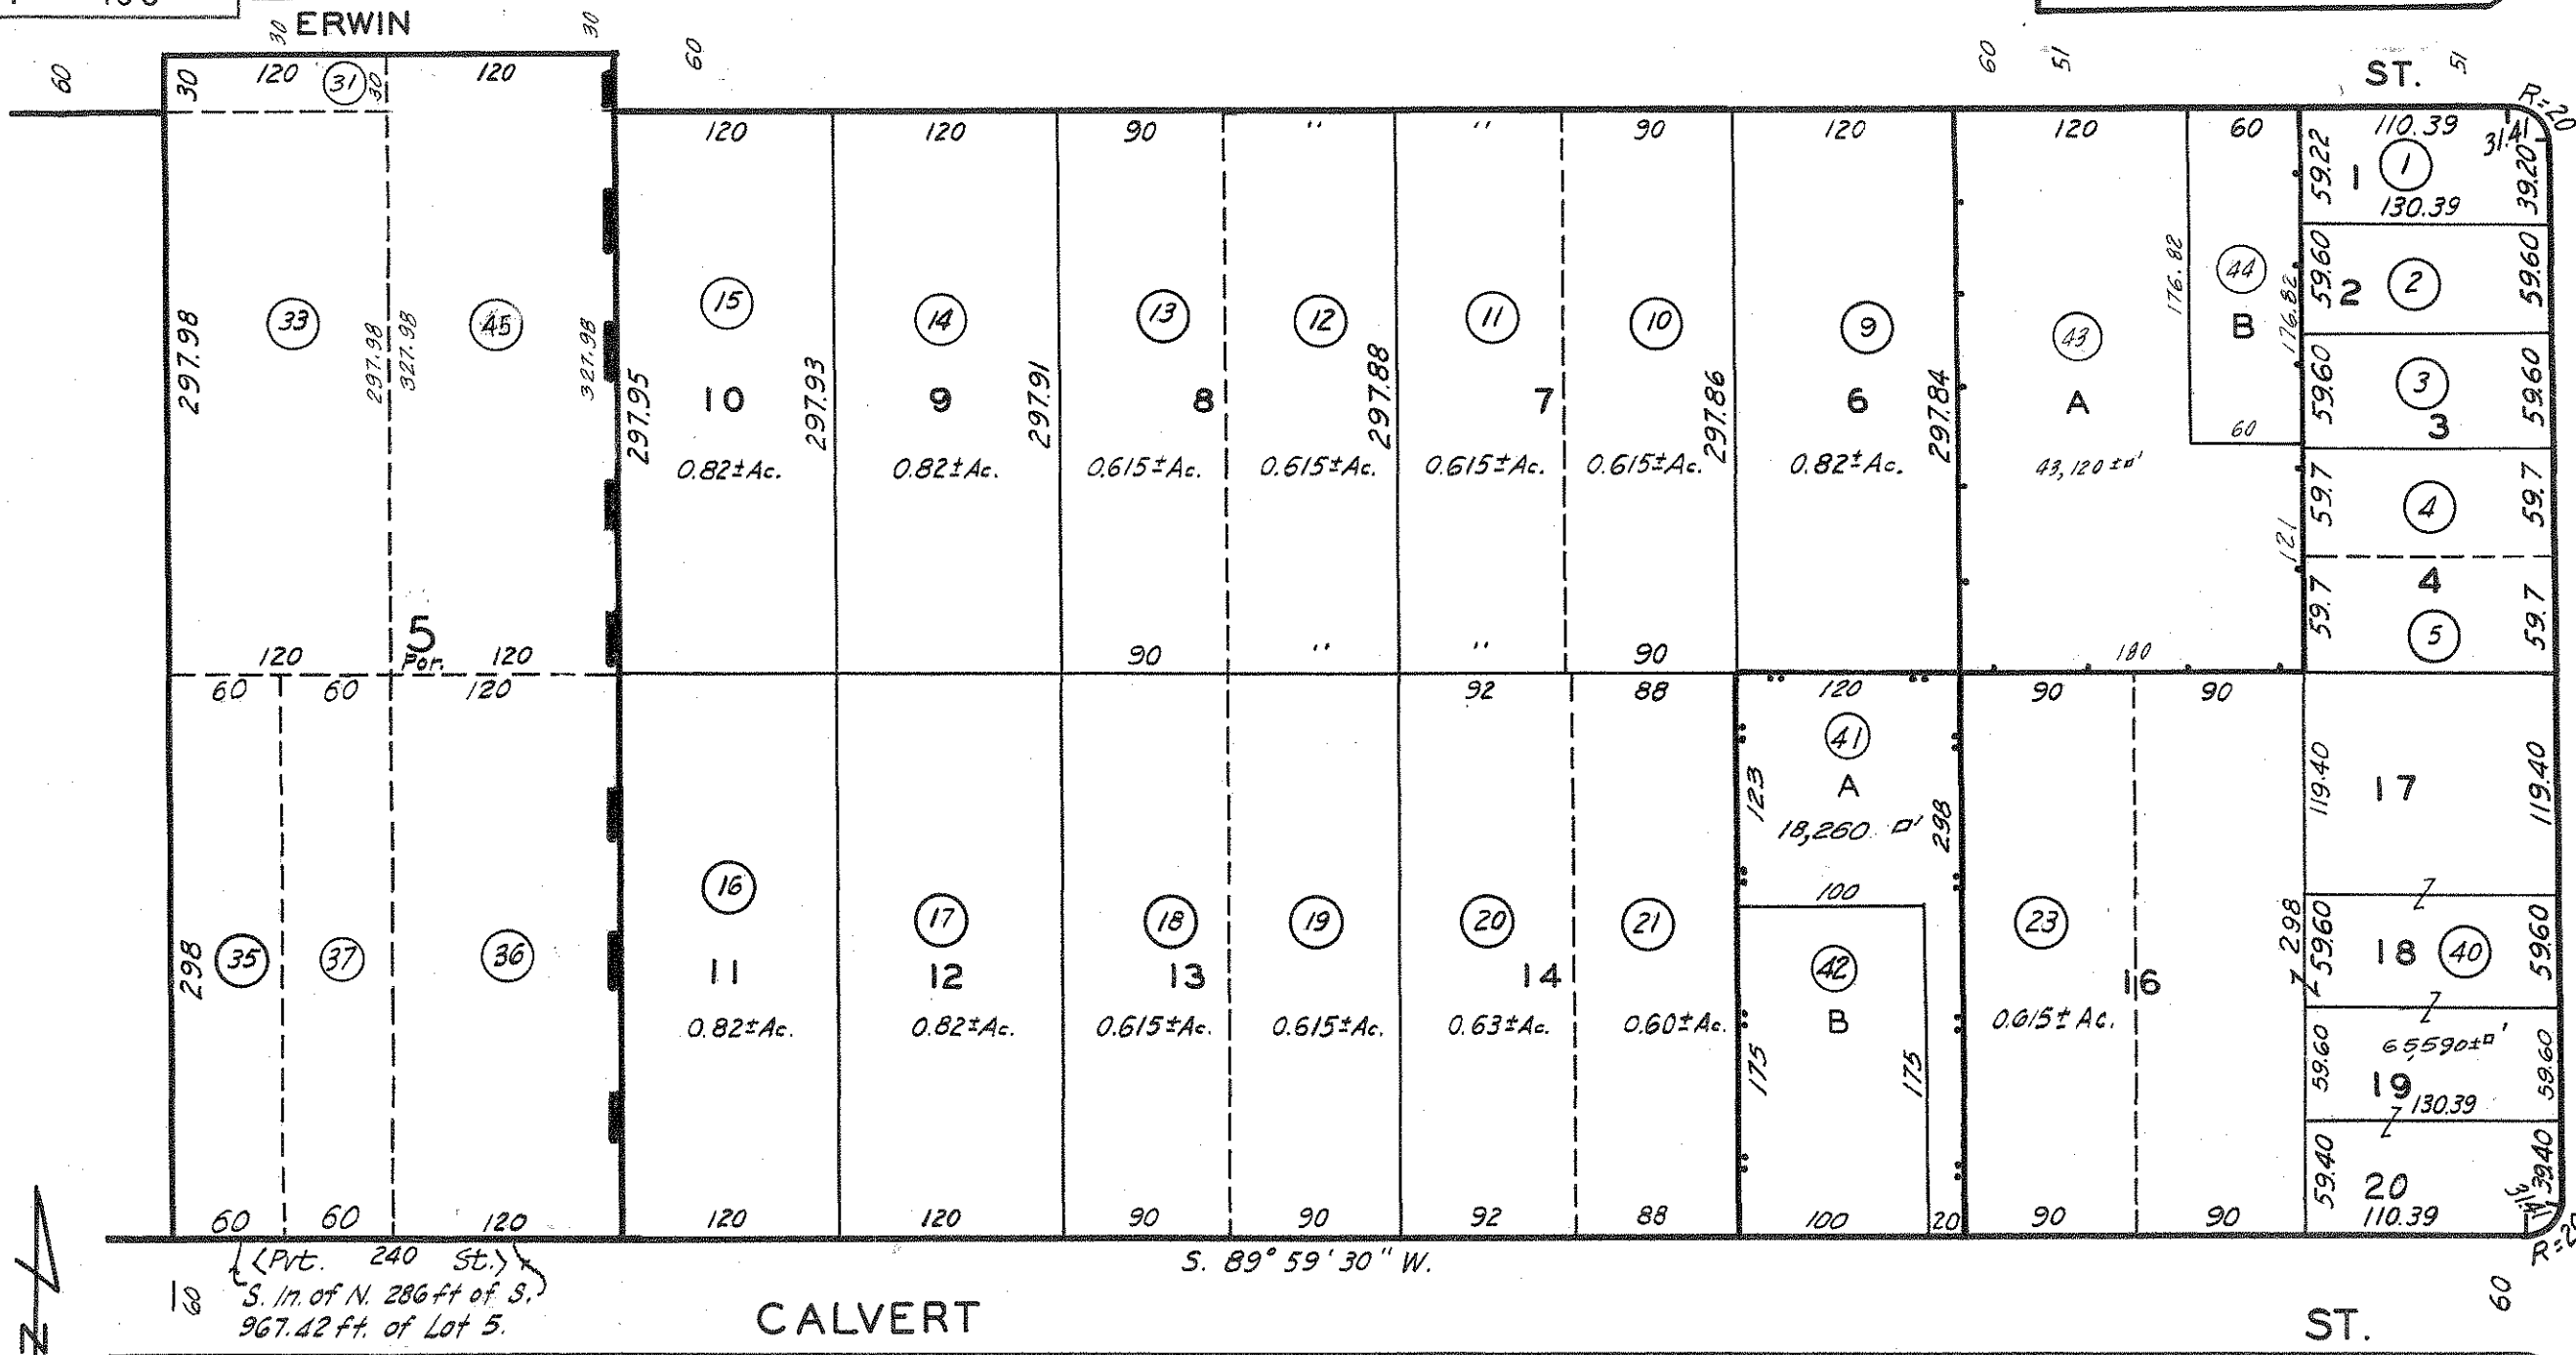 ERWIN
30 30 60 60 60 51 51
ST.
R=20
30 120 31 30 120
120 120 90 " " 90 120 120 60 110.39
31.41
59.22 1 1 39.20
130.39
59.60 2 2 59.60
176.82 44 176.82
B
33 45 15 14 13 12 11 10 9 43
297.98 297.98 327.98 327.98 297.95 297.93 297.91 297.88 297.86 297.84
10 9 8 7 6 A
59.60 3 59.60
3
60
0.82±Ac. 0.82±Ac. 0.615±Ac. 0.615±Ac. 0.615±Ac. 0.615±Ac. 0.82±Ac. 43,120±□'
59.7 4 59.7
121
4
59.7 5 59.7
5
Por.
120 120 90 " " 90 180
60 60 120 92 88 120 90 90
41
123 A 298
18,260 □'
119.40 17 119.40
100
16 17 18 19 20 21 42 23
298 35 37 36
298 59.60 18 40 59.60
11 12 13 14 B 16
0.82±Ac. 0.82±Ac. 0.615±Ac. 0.615±Ac. 0.63±Ac. 0.60±Ac. 0.615±Ac.
175 175
59.60 65,590±□' 59.60
19 130.39
59.40 20 39.40
31.41
60 60 120 120 120 90 90 92 88 100 20 90 90 110.39
R=20
(Pvt. 240 St.)
S. 89° 59' 30" W.
60 60
S. ln. of N. 286 ft of S.
967.42 ft. of Lot 5.
CALVERT ST.
N